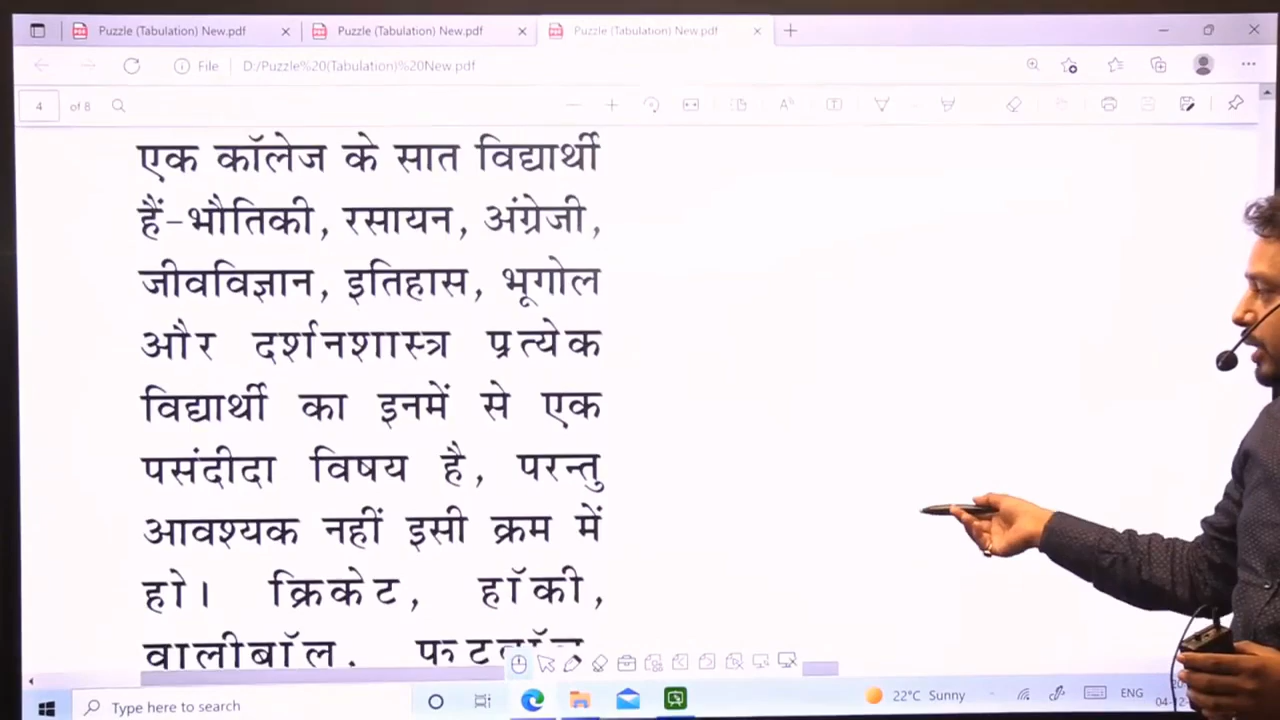 Puzzle (Tabulation) New.pdf
Puzzle (Tabulation) New.pdf
Puzzle (Tabulation) New.pdf
File
D:/Puzzle%20(Tabulation)%20New.pdf
4 of 8
एक कॉलेज के सात विद्यार्थी
हैं-भौतिकी, रसायन, अंग्रेजी,
जीवविज्ञान, इतिहास, भूगोल
और दर्शनशास्त्र प्रत्येक
विद्यार्थी का इनमें से एक
पसंदीदा विषय है, परन्तु
आवश्यक नहीं इसी क्रम में
हो। क्रिकेट, हॉकी,
वालीबॉल,
Type here to search
22°C Sunny
ENG